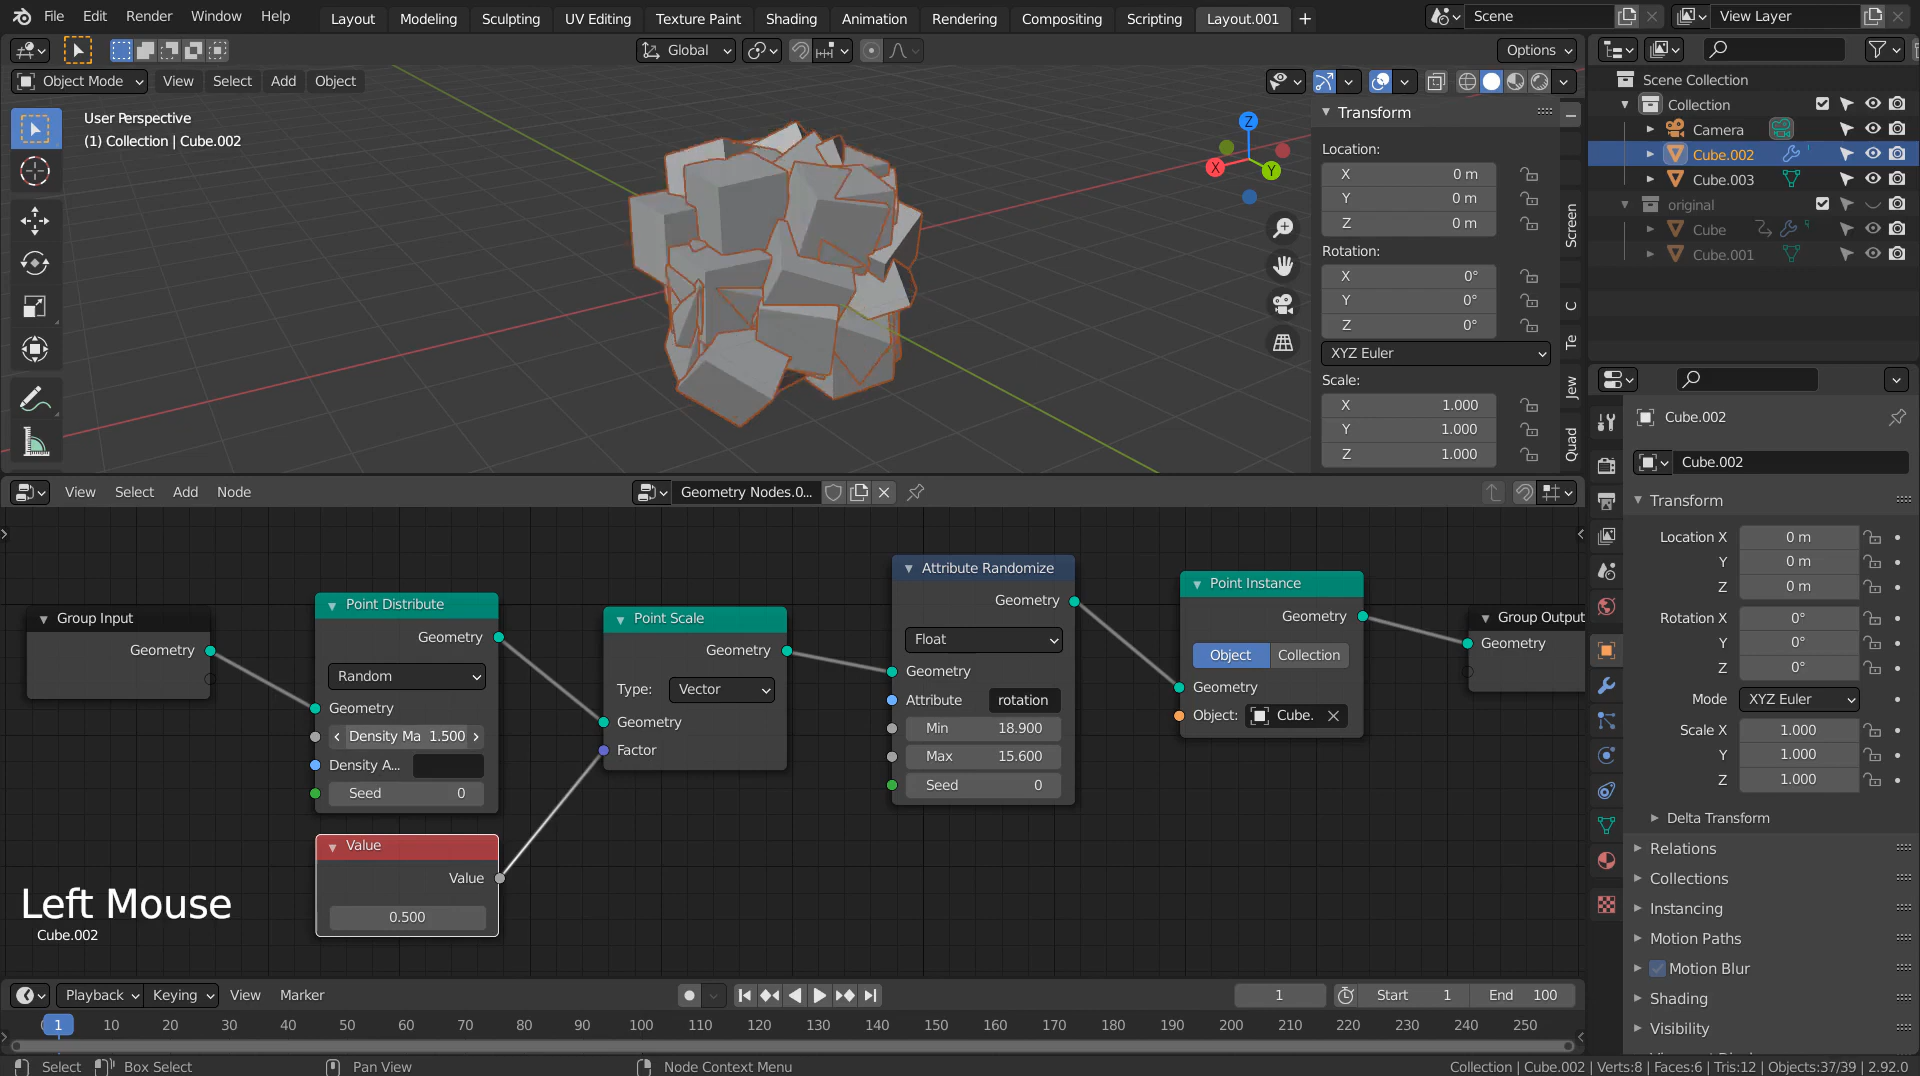 File Edit Render Window Help Layout Modeling Sculpting UV Editing Texture Paint Shading Animation Rendering Compositing Scripting Layout.001 + Scene View Layer
Global Options
Object Mode View Select Add Object
User Perspective
(1) Collection | Cube.002
Z
X
Y
Transform
Location:
X 0 m
Y 0 m
Z 0 m
Rotation:
X 0°
Y 0°
Z 0°
XYZ Euler
Scale:
X 1.000
Y 1.000
Z 1.000
Screen
C
Te
Jew
Quad
Scene Collection
Collection
Camera
Cube.002
Cube.003
original
Cube
Cube.001
Cube.002
Cube.002
Transform
Location X 0 m
Y 0 m
Z 0 m
Rotation X 0°
Y 0°
Z 0°
Mode XYZ Euler
Scale X 1.000
Y 1.000
Z 1.000
Delta Transform
Relations
Collections
Instancing
Motion Paths
Motion Blur
Shading
Visibility
View Select Add Node Geometry Nodes.0...
Group Input
Geometry
Point Distribute
Geometry
Random
Geometry
Density Ma 1.500
Density A...
Seed 0
Value
Value
0.500
Point Scale
Geometry
Type: Vector
Geometry
Factor
Attribute Randomize
Geometry
Float
Geometry
Attribute rotation
Min 18.900
Max 15.600
Seed 0
Point Instance
Geometry
Object Collection
Geometry
Object: Cube.
Group Output
Geometry
Left Mouse
Cube.002
Playback Keying View Marker 1 Start 1 End 100
1 10 20 30 40 50 60 70 80 90 100 110 120 130 140 150 160 170 180 190 200 210 220 230 240 250
Select Box Select Pan View Node Context Menu Collection | Cube.002 | Verts:8 | Faces:6 | Tris:12 | Objects:37/39 | 2.92.0